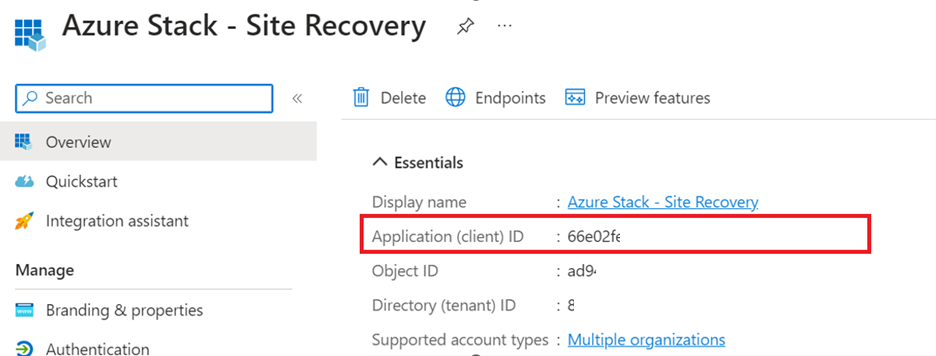 Azure Stack - Site Recovery
Search
Delete
Endpoints
Preview features
Overview
Quickstart
Integration assistant
Manage
Branding & properties
Authentication
Essentials
Display name : Azure Stack - Site Recovery
Application (client) ID : 66e02fe
Object ID : ad94
Directory (tenant) ID : 8
Supported account types : Multiple organizations